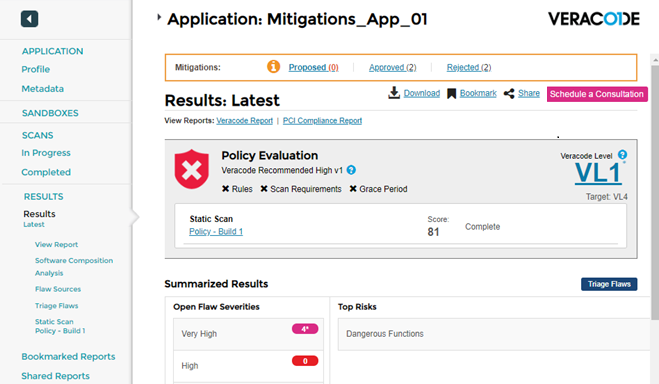 Application: Mitigations_App_01
VERACODE
APPLICATION
Profile
Metadata
SANDBOXES
SCANS
In Progress
Completed
RESULTS
Results
Latest
View Report
Software Composition
Analysis
Flaw Sources
Triage Flaws
Static Scan
Policy - Build 1
Bookmarked Reports
Shared Reports
Mitigations: Proposed (0) Approved (2) Rejected (2)
Results: Latest
Download Bookmark Share Schedule a Consultation
View Reports: Veracode Report | PCI Compliance Report
Policy Evaluation
Veracode Recommended High v1 ?
Rules Scan Requirements Grace Period
Veracode Level ?
VL1
Target: VL4
Static Scan
Policy - Build 1
Score:
81
Complete
Summarized Results
Triage Flaws
Open Flaw Severities
Very High 4*
High 0
Top Risks
Dangerous Functions